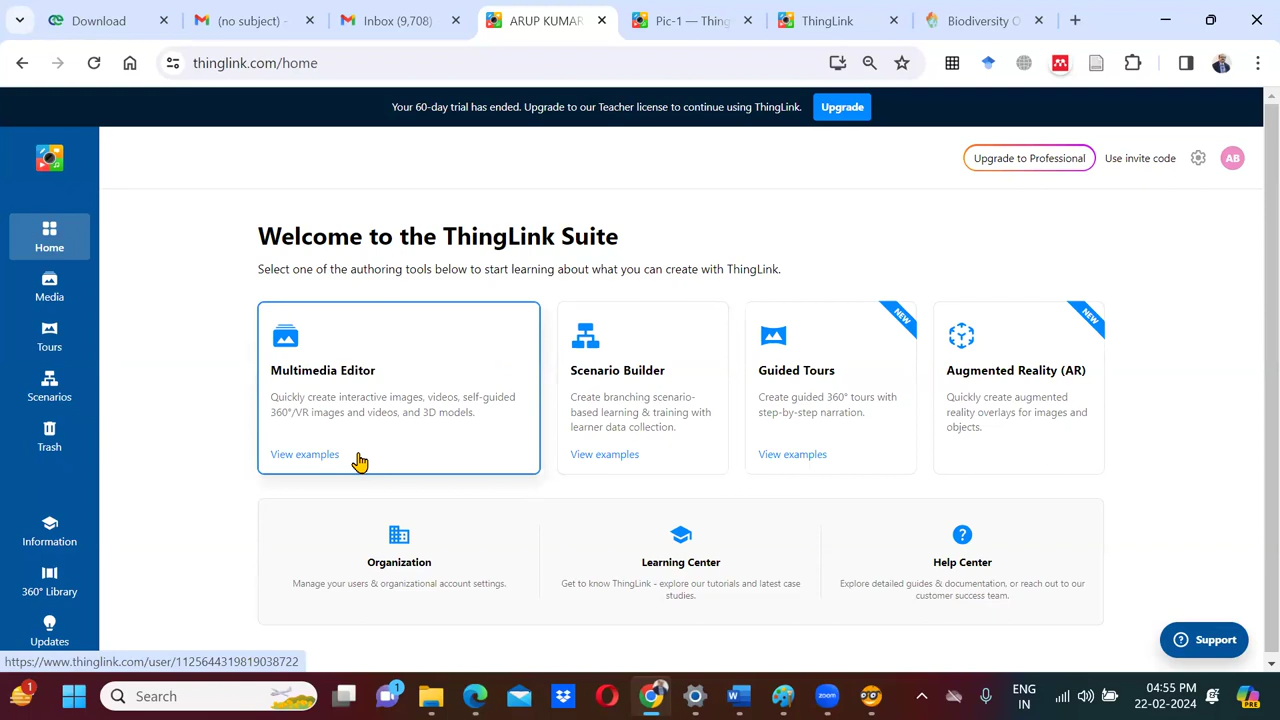 Download
(no subject) -
Inbox (9,708)
ARUP KUMAR
Pic-1 — Thing
ThingLink
Biodiversity O
thinglink.com/home
Your 60-day trial has ended. Upgrade to our Teacher license to continue using ThingLink.
Upgrade
Upgrade to Professional
Use invite code
AB
Home
Media
Tours
Scenarios
Trash
Information
360° Library
Updates
Welcome to the ThingLink Suite
Select one of the authoring tools below to start learning about what you can create with ThingLink.
Multimedia Editor
Quickly create interactive images, videos, self-guided
360°/VR images and videos, and 3D models.
View examples
Scenario Builder
Create branching scenario-
based learning & training with
learner data collection.
View examples
NEW
Guided Tours
Create guided 360° tours with
step-by-step narration.
View examples
NEW
Augmented Reality (AR)
Quickly create augmented
reality overlays for images and
objects.
Organization
Manage your users & organizational account settings.
Learning Center
Get to know ThingLink - explore our tutorials and latest case
studies.
Help Center
Explore detailed guides & documentation, or reach out to our
customer success team.
Support
https://www.thinglink.com/user/1125644319819038722
1
Search
1
zoom
ENG
IN
04:55 PM
22-02-2024
PRE